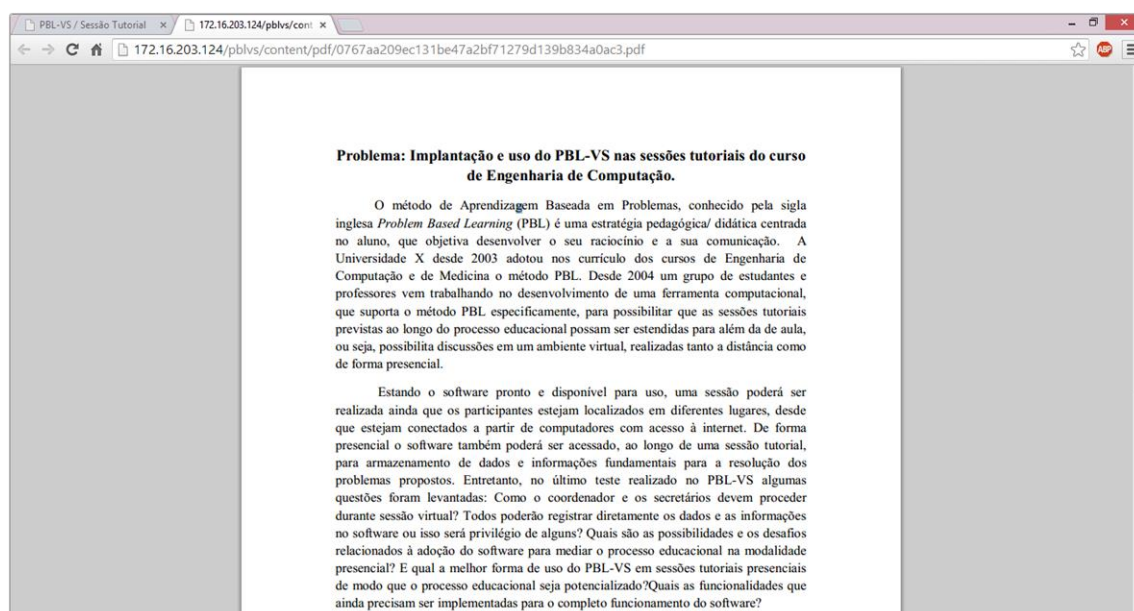 PBL-VS / Sessão Tutorial
172.16.203.124/pblvs/cont
172.16.203.124/pblvs/content/pdf/0767aa209ec131be47a2bf71279d139b834a0ac3.pdf
ABP
Problema: Implantação e uso do PBL-VS nas sessões tutoriais do curso
de Engenharia de Computação.
O método de Aprendizagem Baseada em Problemas, conhecido pela sigla
inglesa Problem Based Learning (PBL) é uma estratégia pedagógica/ didática centrada
no aluno, que objetiva desenvolver o seu raciocínio e a sua comunicação. A
Universidade X desde 2003 adotou nos currículo dos cursos de Engenharia de
Computação e de Medicina o método PBL. Desde 2004 um grupo de estudantes e
professores vem trabalhando no desenvolvimento de uma ferramenta computacional,
que suporta o método PBL especificamente, para possibilitar que as sessões tutoriais
previstas ao longo do processo educacional possam ser estendidas para além da de aula,
ou seja, possibilita discussões em um ambiente virtual, realizadas tanto a distância como
de forma presencial.
Estando o software pronto e disponível para uso, uma sessão poderá ser
realizada ainda que os participantes estejam localizados em diferentes lugares, desde
que estejam conectados a partir de computadores com acesso à internet. De forma
presencial o software também poderá ser acessado, ao longo de uma sessão tutorial,
para armazenamento de dados e informações fundamentais para a resolução dos
problemas propostos. Entretanto, no último teste realizado no PBL-VS algumas
questões foram levantadas: Como o coordenador e os secretários devem proceder
durante sessão virtual? Todos poderão registrar diretamente os dados e as informações
no software ou isso será privilégio de alguns? Quais são as possibilidades e os desafios
relacionados à adoção do software para mediar o processo educacional na modalidade
presencial? E qual a melhor forma de uso do PBL-VS em sessões tutoriais presenciais
de modo que o processo educacional seja potencializado?Quais as funcionalidades que
ainda precisam ser implementadas para o completo funcionamento do software?